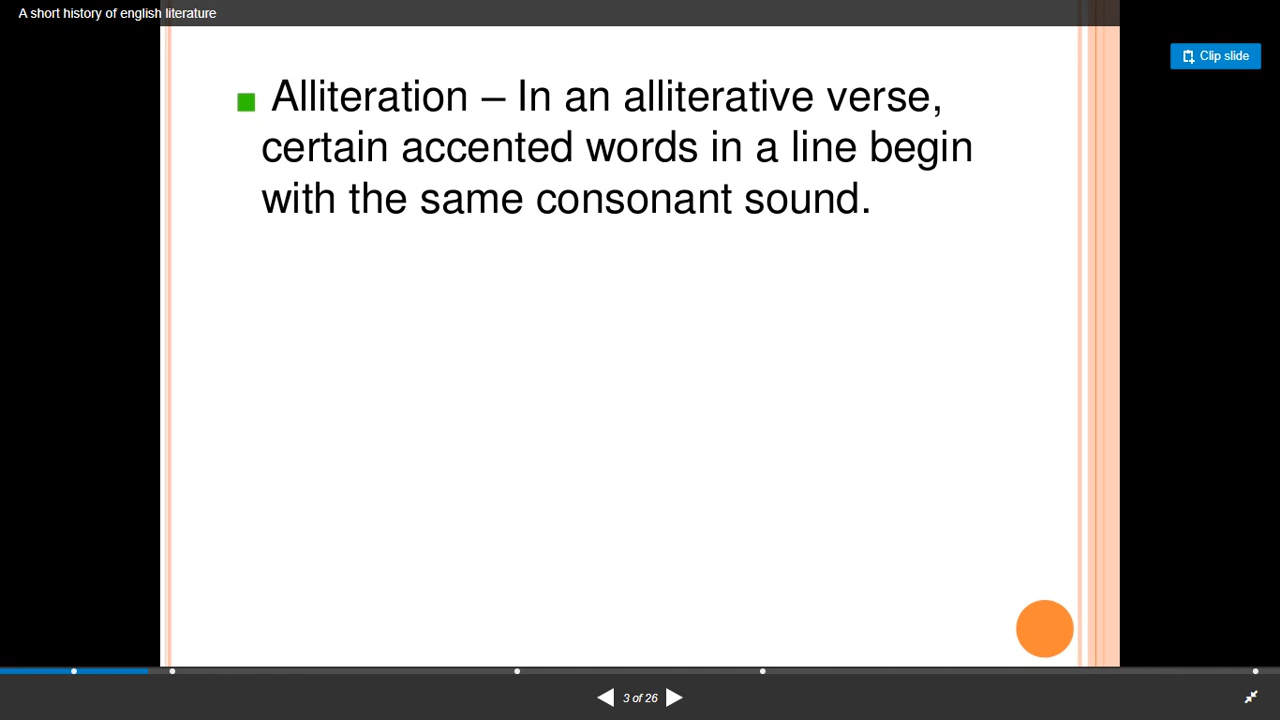 A short history of english literature
Clip slide
Alliteration – In an alliterative verse,
certain accented words in a line begin
with the same consonant sound.
3 of 26